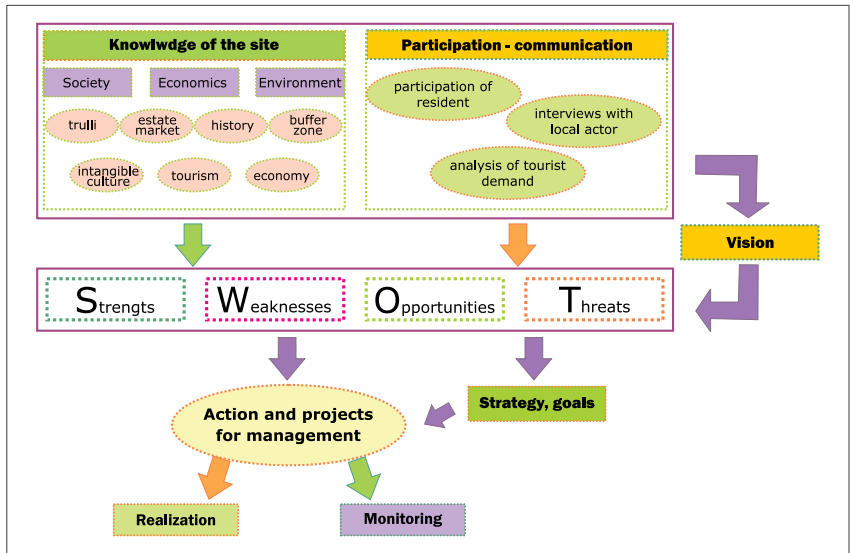 Knowlwdge of the site
Participation - communication
Society
Economics
Environment
trulli
estate
market
history
buffer
zone
intangible
culture
tourism
economy
participation of
resident
interviews with
local actor
analysis of tourist
demand
Vision
Strengts
Weaknesses
Opportunities
Threats
Action and projects
for management
Strategy, goals
Realization
Monitoring